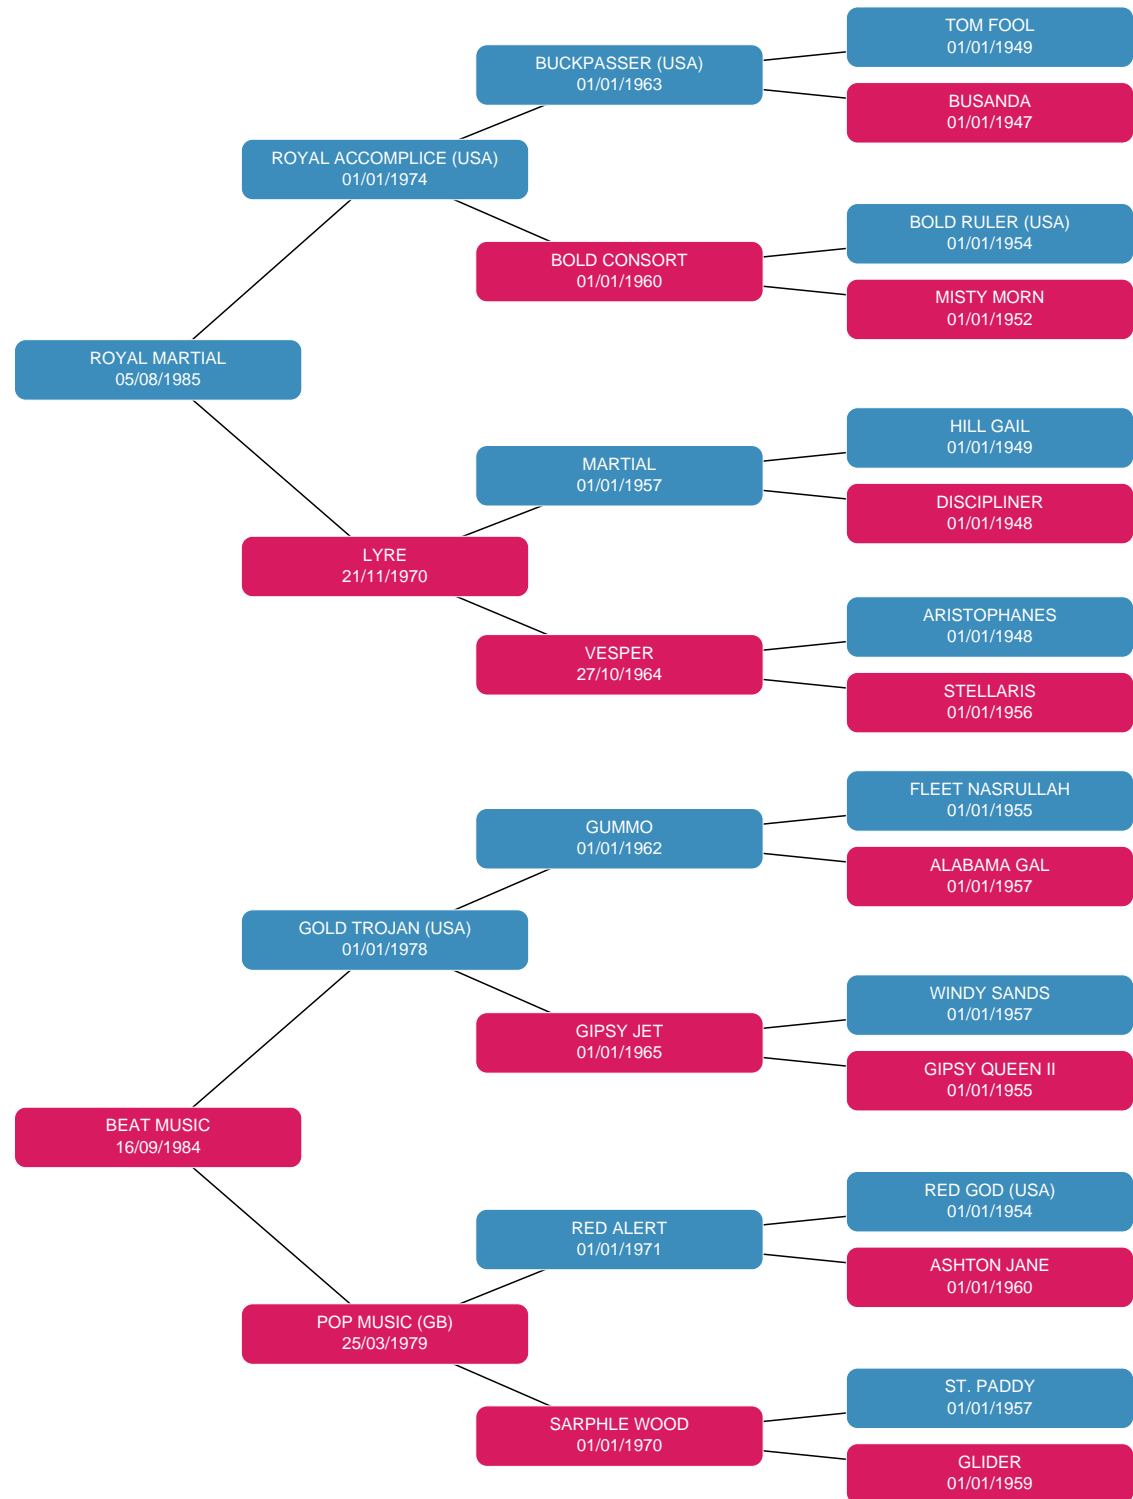 TOM FOOL
01/01/1949
BUCKPASSER (USA)
01/01/1963
BUSANDA
01/01/1947
ROYAL ACCOMPLICE (USA)
01/01/1974
BOLD RULER (USA)
01/01/1954
BOLD CONSORT
01/01/1960
MISTY MORN
01/01/1952
ROYAL MARTIAL
05/08/1985
HILL GAIL
01/01/1949
MARTIAL
01/01/1957
DISCIPLINER
01/01/1948
LYRE
21/11/1970
ARISTOPHANES
01/01/1948
VESPER
27/10/1964
STELLARIS
01/01/1956
FLEET NASRULLAH
01/01/1955
GUMMO
01/01/1962
ALABAMA GAL
01/01/1957
GOLD TROJAN (USA)
01/01/1978
WINDY SANDS
01/01/1957
GIPSY JET
01/01/1965
GIPSY QUEEN II
01/01/1955
BEAT MUSIC
16/09/1984
RED GOD (USA)
01/01/1954
RED ALERT
01/01/1971
ASHTON JANE
01/01/1960
POP MUSIC (GB)
25/03/1979
ST. PADDY
01/01/1957
SARPHLE WOOD
01/01/1970
GLIDER
01/01/1959